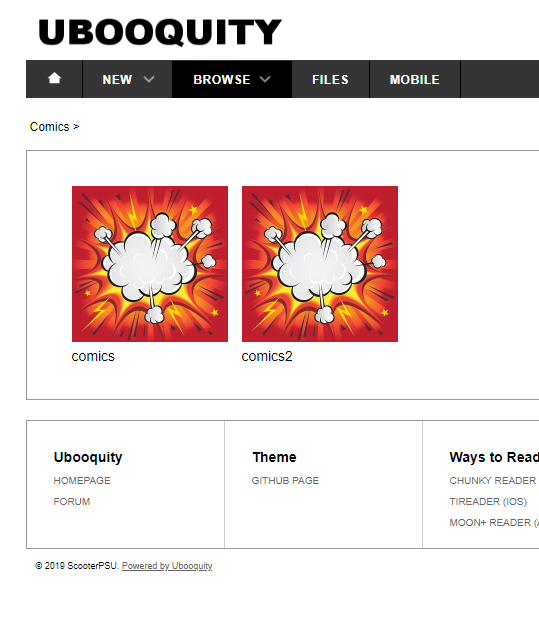 UBOOQUITY
NEW BROWSE FILES MOBILE
Comics >
comics comics2
Ubooquity Theme Ways to Read
HOMEPAGE GITHUB PAGE CHUNKY READER
FORUM TIREADER (IOS)
MOON+ READER (
© 2019 ScooterPSU. Powered by Ubooquity